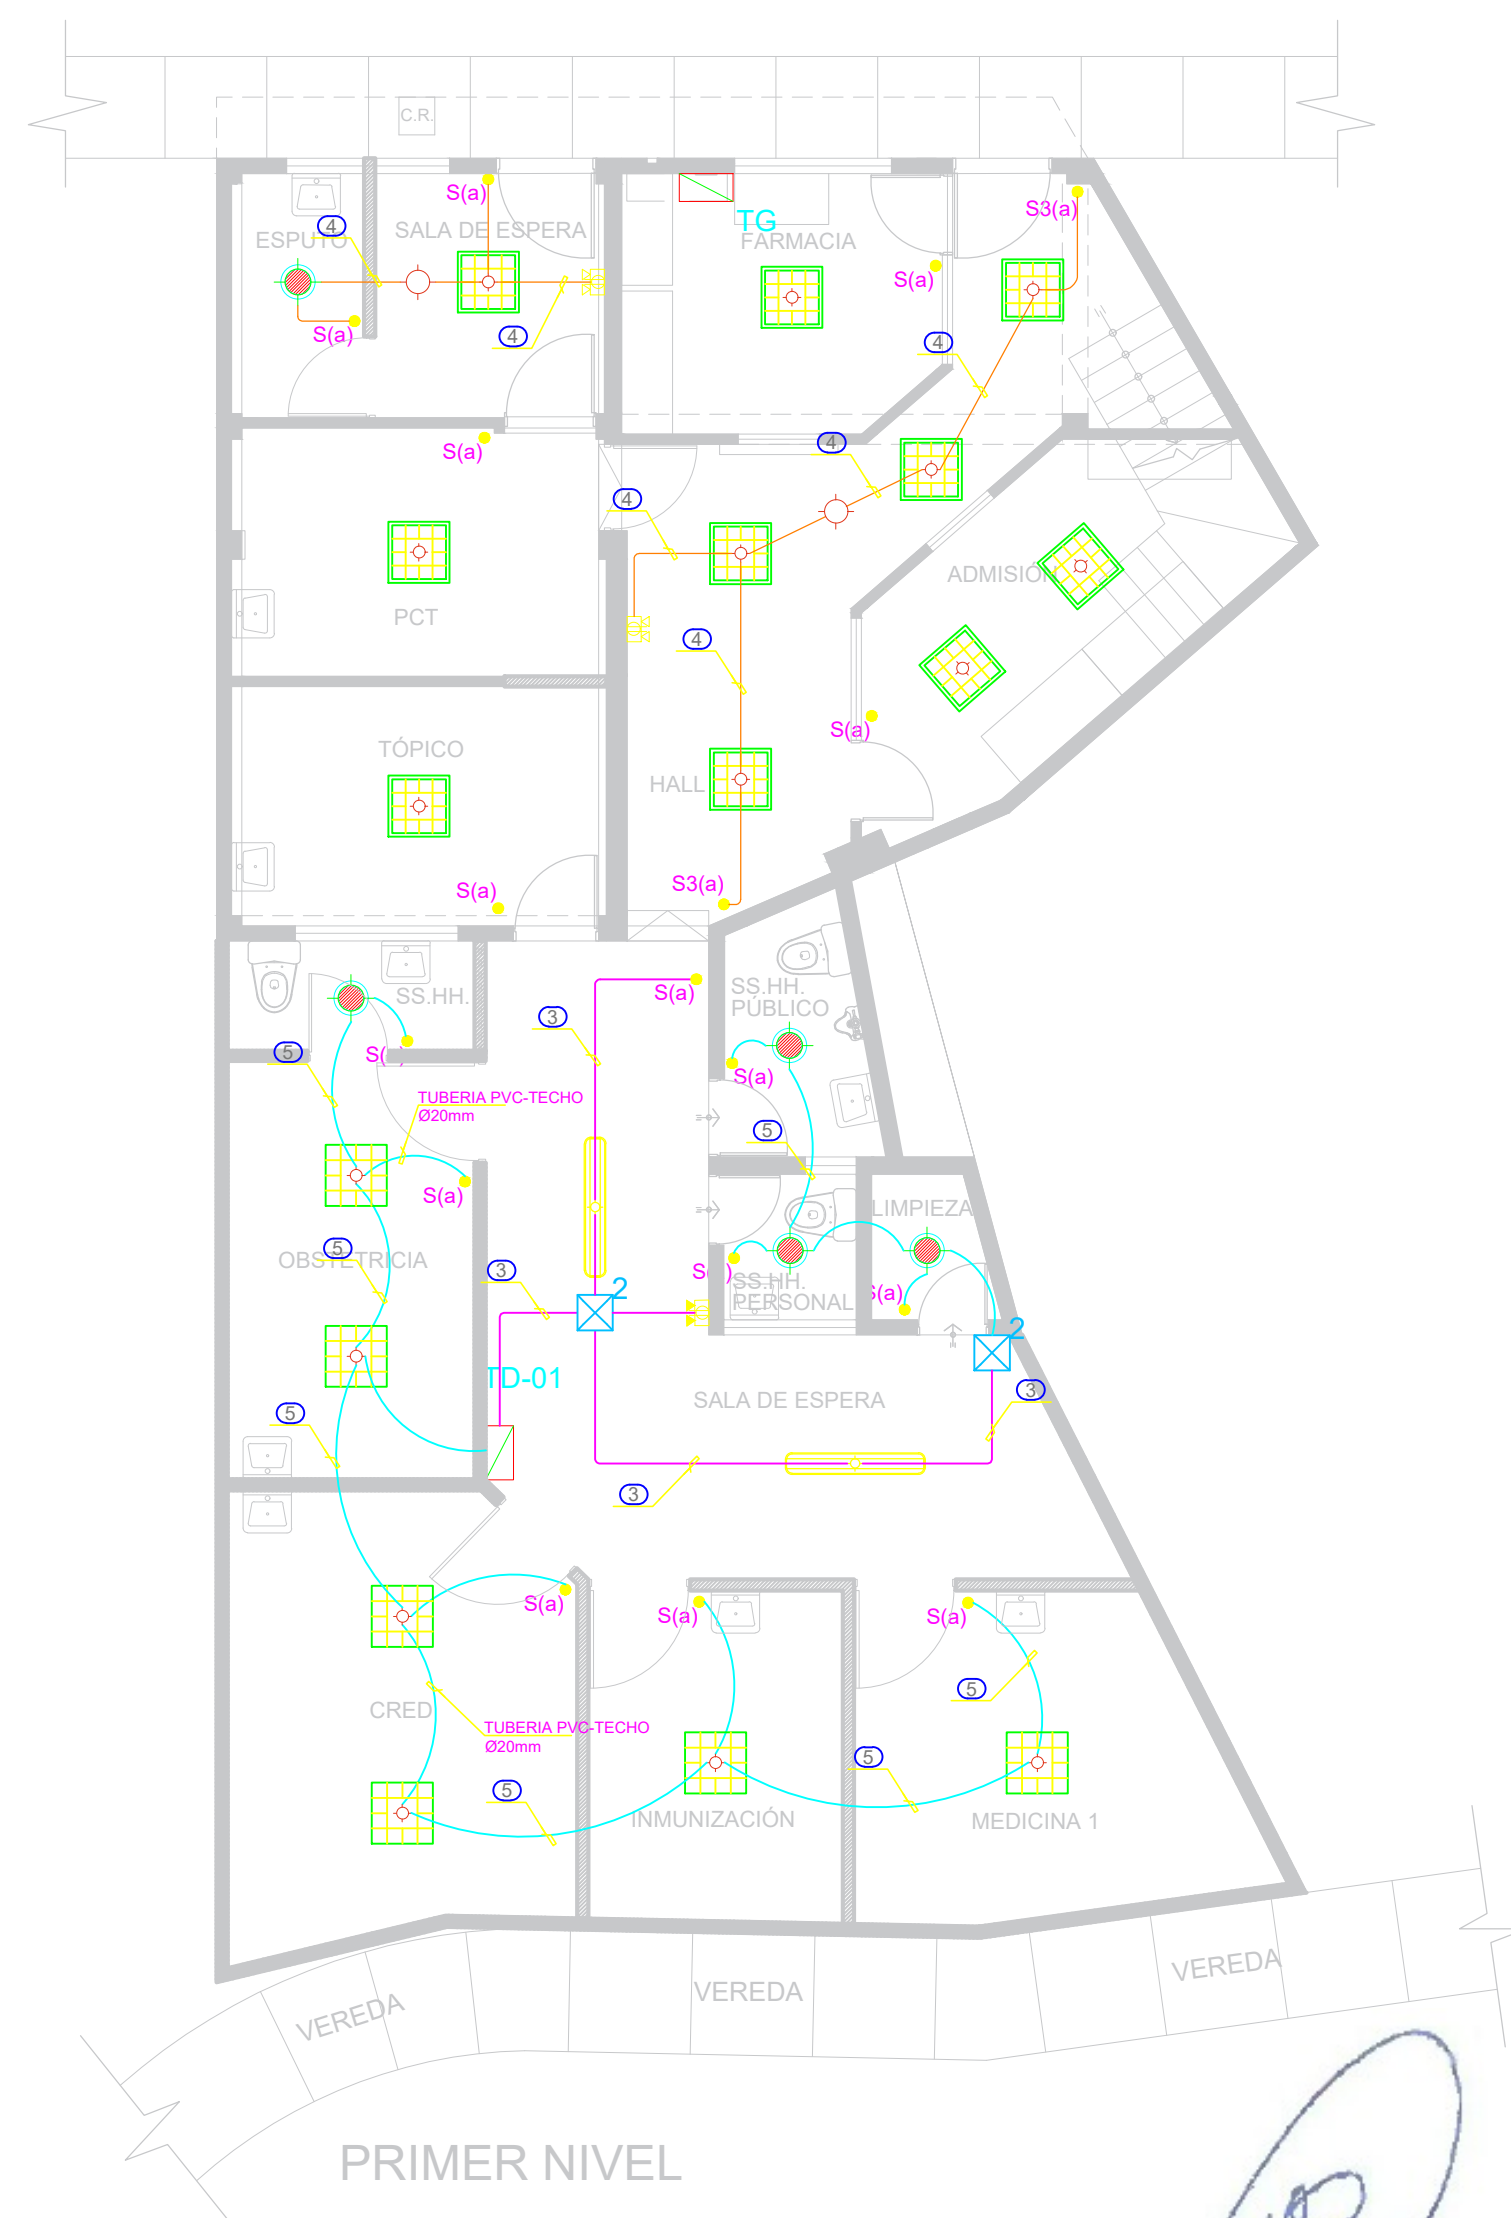 C.R.
S(a)
S3(a)
4
SALA DE ESPERA
TG
ESPUTO
FARMACIA
S(a)
S(a)
4
4
S(a)
4
4
ADMISIÓN
PCT
4
S(a)
TÓPICO
HALL
S(a)
S3(a)
SS.HH.
S(a)
SS.HH.
PÚBLICO
3
5
S(a)
TUBERIA PVC-TECHO
Ø20mm
5
S(a)
LIMPIEZA
5
OBSTETRICIA
3
SS.HH.
PERSONAL
S(a)
2
2
TD-01
3
SALA DE ESPERA
5
3
S(a)
S(a)
S(a)
5
CRED
TUBERIA PVC-TECHO
Ø20mm
5
5
INMUNIZACIÓN
MEDICINA 1
VEREDA
VEREDA
VEREDA
PRIMER NIVEL